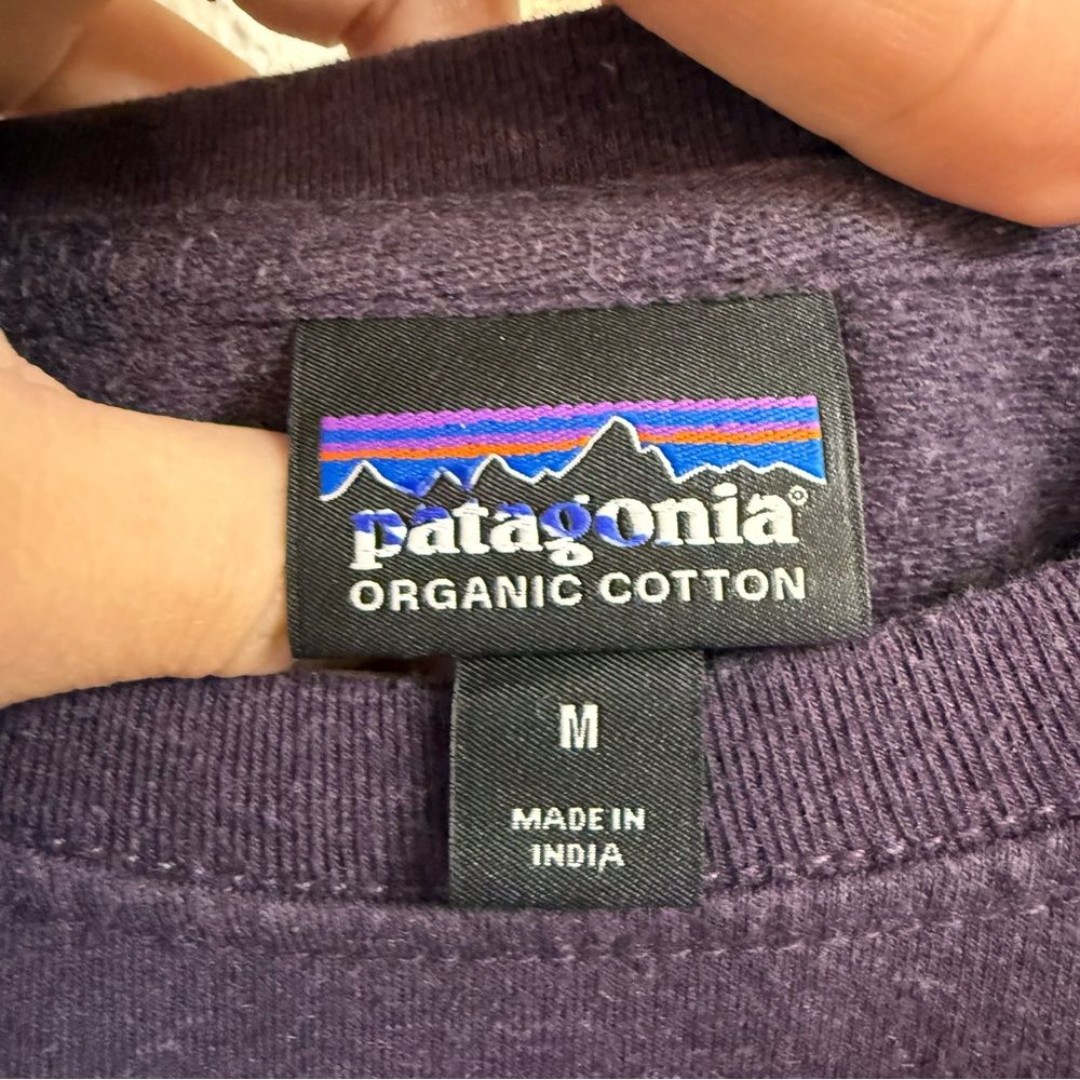 patagonia®
ORGANIC COTTON
M
MADE IN
INDIA